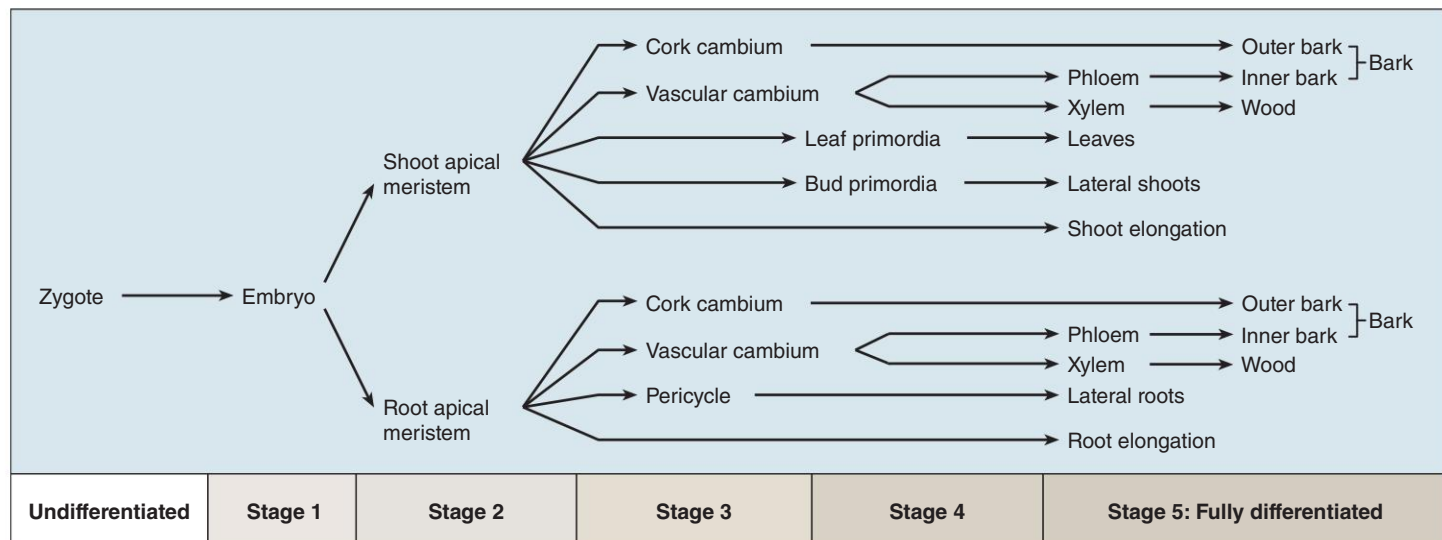 Cork cambium Outer bark
Bark
Phloem Inner bark
Vascular cambium
Xylem Wood
Leaf primordia Leaves
Shoot apical
meristem
Bud primordia Lateral shoots
Shoot elongation
Zygote Embryo
Cork cambium Outer bark
Bark
Phloem Inner bark
Vascular cambium
Xylem Wood
Pericycle Lateral roots
Root apical
meristem
Root elongation
Undifferentiated Stage 1 Stage 2 Stage 3 Stage 4 Stage 5: Fully differentiated